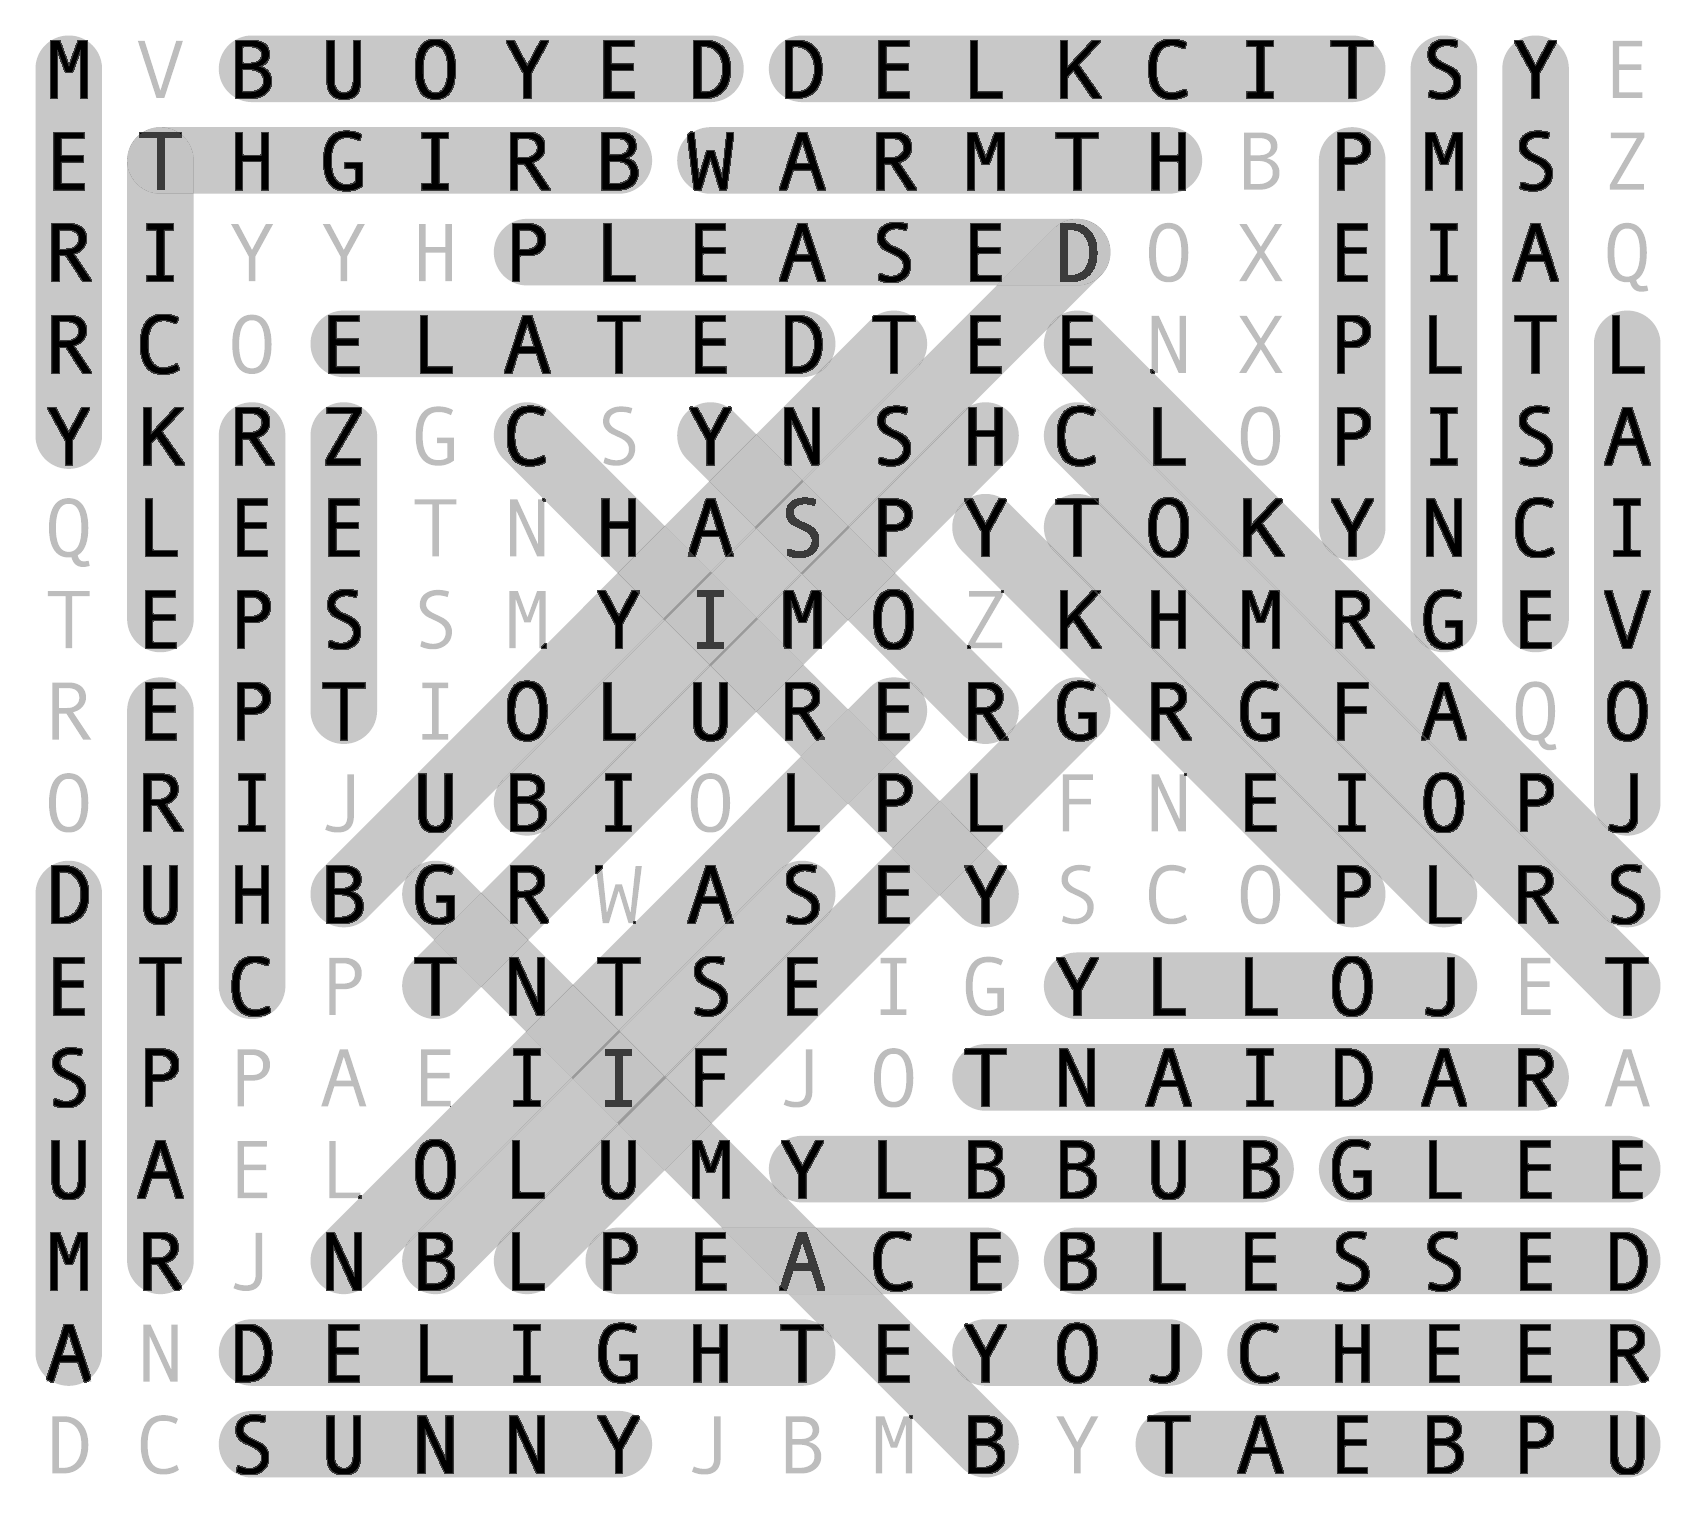 M V B U O Y E D D E L K C I T S Y E
E T H G I R B W A R M T H B P M S Z
R I Y Y H P L E A S E D O X E I A Q
R C O E L A T E D T E E N X P L T L
Y K R Z G C S Y N S H C L O P I S A
Q L E E T N H A S P Y T O K Y N C I
T E P S S M Y I M O Z K H M R G E V
R E P T I O L U R E R G R G F A Q O
O R I J U B I O L P L F N E I O P J
D U H B G R W A S E Y S C O P L R S
E T C P T N T S E I G Y L L O J E T
S P P A E I I F J O T N A I D A R A
U A E L O L U M Y L B B U B G L E E
M R J N B L P E A C E B L E S S E D
A N D E L I G H T E Y O J C H E E R
D C S U N N Y J B M B Y T A E B P U